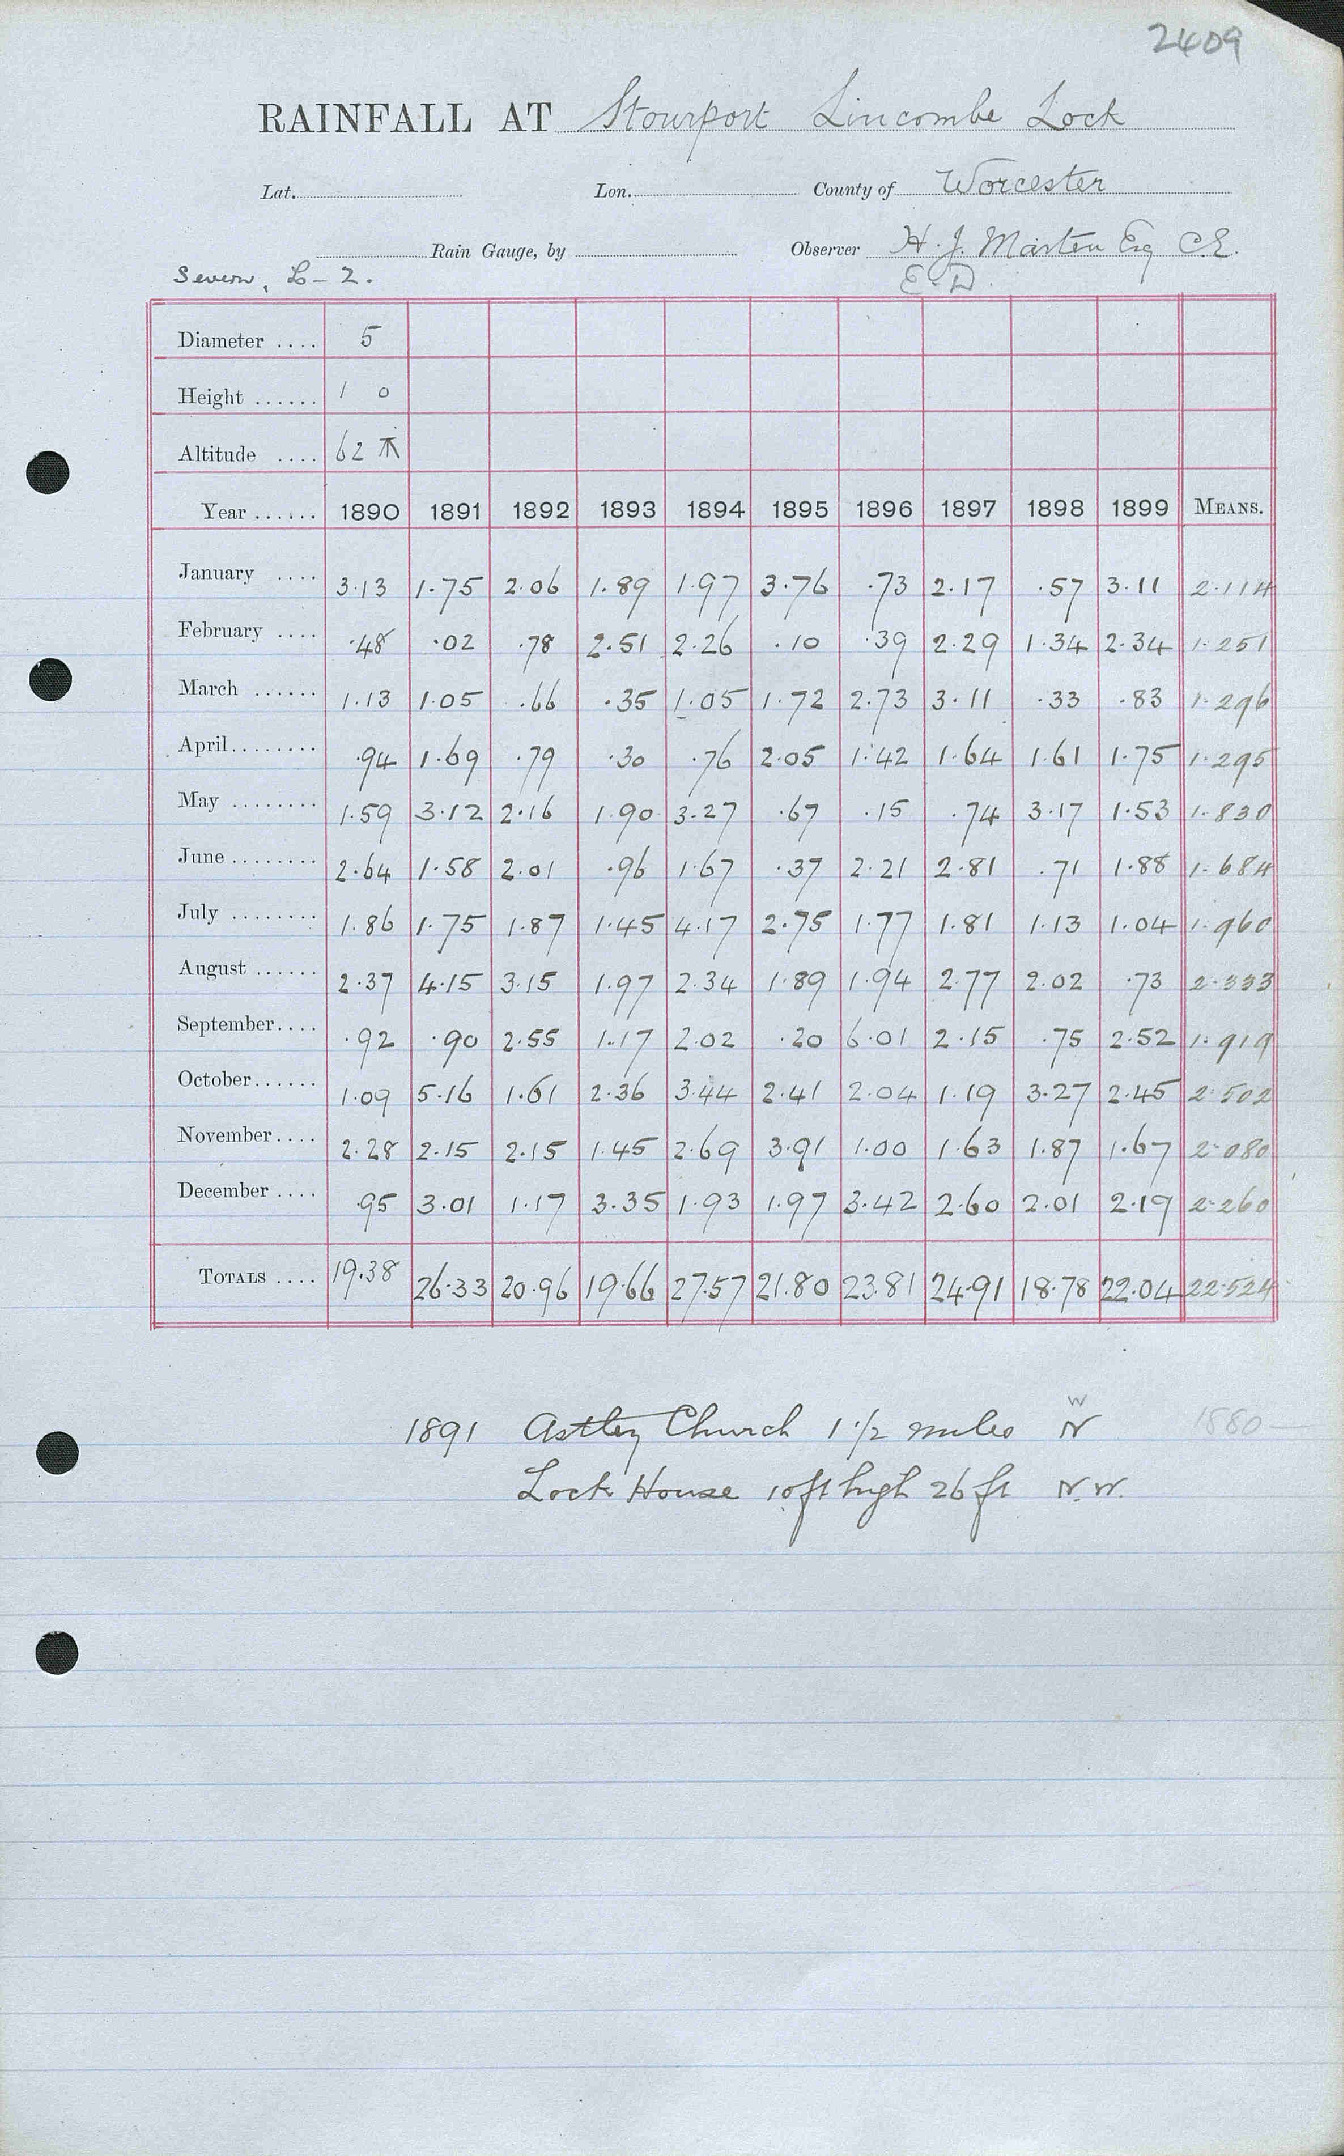 2409
RAINFALL AT Stourport Lincombe Lock
Lat. Lon. County of Worcester
Rain Gauge, by Observer H. J. Marten Esq C.E.
Severn, L-2. E.D.
Diameter .... 5
Height ...... 1 0
Altitude .... 62
Year ...... 1890 1891 1892 1893 1894 1895 1896 1897 1898 1899 MEANS.
January .... 3.13 1.75 2.06 1.89 1.97 3.76 .73 2.17 .57 3.11 2.114
February .... .48 .02 .78 2.51 2.26 .10 .39 2.29 1.34 2.34 1.251
March ...... 1.13 1.05 .66 .35 1.05 1.72 2.73 3.11 .33 .83 1.296
April........ .94 1.69 .79 .30 .76 2.05 1.42 1.64 1.61 1.75 1.295
May ........ 1.59 3.12 2.16 1.90 3.27 .67 .15 .74 3.17 1.53 1.830
June ........ 2.64 1.58 2.01 .96 1.67 .37 2.21 2.81 .71 1.88 1.684
July ........ 1.86 1.75 1.87 1.45 4.17 2.75 1.77 1.81 1.13 1.04 1.960
August ...... 2.37 4.15 3.15 1.97 2.34 1.89 1.94 2.77 2.02 .73 2.333
September.... .92 .90 2.55 1.17 2.02 .20 6.01 2.15 .75 2.52 1.919
October...... 1.09 5.16 1.61 2.36 3.44 2.41 2.04 1.19 3.27 2.45 2.502
November.... 2.28 2.15 2.15 1.45 2.69 3.91 1.00 1.63 1.87 1.67 2.080
December .... .95 3.01 1.17 3.35 1.93 1.97 3.42 2.60 2.01 2.19 2.260
TOTALS .... 19.38 26.33 20.96 19.66 27.57 21.80 23.81 24.91 18.78 22.04 22.524
1891 Astley Church 1 1/2 miles W N 1880
Lock House 10ft high 26 ft N.W.